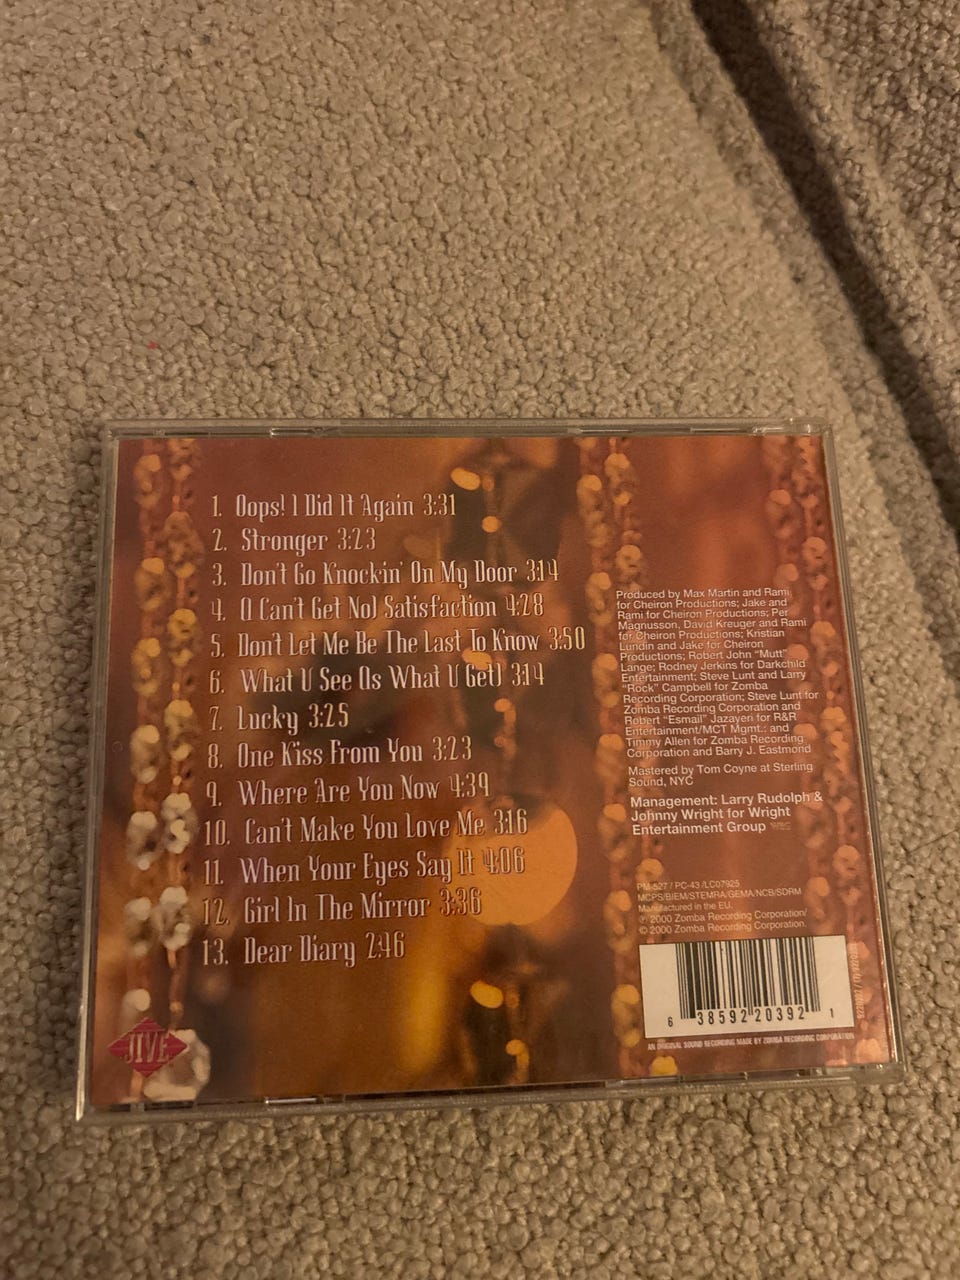 1. Oops! I Did It Again 3:31
2. Stronger 3:23
3. Don't Go Knockin' On My Door 3:14
4. (I Can't Get No) Satisfaction 4:28
5. Don't Let Me Be The Last To Know 3:50
6. What U See (Is What U Get) 3:14
7. Lucky 3:25
8. One Kiss From You 3:23
9. Where Are You Now 4:39
10. Can't Make You Love Me 3:16
11. When Your Eyes Say It 4:06
12. Girl In The Mirror 3:36
13. Dear Diary 2:46
Produced by Max Martin and Rami
for Cheiron Productions; Jake and
Rami for Cheiron Productions; Per
Magnusson, David Kreuger and Rami
for Cheiron Productions; Kristian
Lundin and Jake for Cheiron
Productions; Robert John "Mutt"
Lange; Rodney Jerkins for Darkchild
Entertainment; Steve Lunt and Larry
"Rock" Campbell for Zomba
Recording Corporation; Steve Lunt for
Zomba Recording Corporation and
Robert "Esmail" Jazayeri for R&R
Entertainment/MCT Mgmt.; and
Timmy Allen for Zomba Recording
Corporation and Barry J. Eastmond
Mastered by Tom Coyne at Sterling
Sound, NYC
Management: Larry Rudolph &
Johnny Wright for Wright
Entertainment Group
PM-527 / PC-43 /LC07925
MCPS/BIEM/STEMRA/GEMA/NCB/SDRM
Manufactured in the EU.
℗ 2000 Zomba Recording Corporation/
© 2000 Zomba Recording Corporation.
6 38592 20392 1
AN ORIGINAL SOUND RECORDING MADE BY ZOMBA RECORDING CORPORATION
JIVE